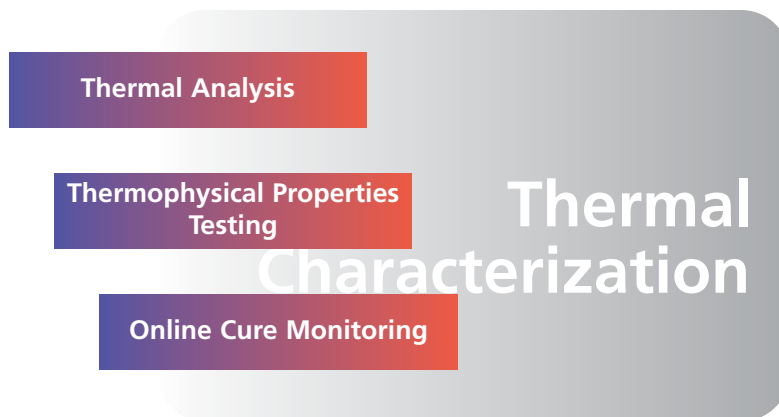 Thermal Analysis
Thermophysical Properties
Testing
Online Cure Monitoring
Thermal
Characterization